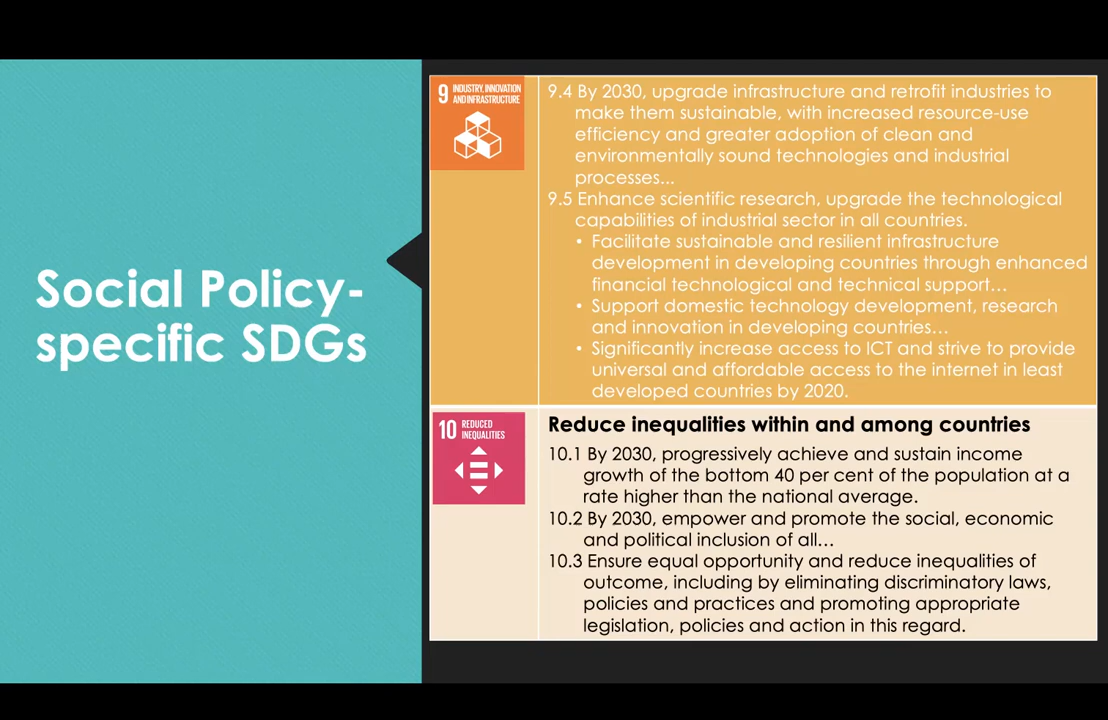 Social Policy-
specific SDGs
9 INDUSTRY, INNOVATION
AND INFRASTRUCTURE
9.4 By 2030, upgrade infrastructure and retrofit industries to
make them sustainable, with increased resource-use
efficiency and greater adoption of clean and
environmentally sound technologies and industrial
processes...
9.5 Enhance scientific research, upgrade the technological
capabilities of industrial sector in all countries.
• Facilitate sustainable and resilient infrastructure
development in developing countries through enhanced
financial technological and technical support…
• Support domestic technology development, research
and innovation in developing countries…
• Significantly increase access to ICT and strive to provide
universal and affordable access to the internet in least
developed countries by 2020.
10 REDUCED
INEQUALITIES
Reduce inequalities within and among countries
10.1 By 2030, progressively achieve and sustain income
growth of the bottom 40 per cent of the population at a
rate higher than the national average.
10.2 By 2030, empower and promote the social, economic
and political inclusion of all…
10.3 Ensure equal opportunity and reduce inequalities of
outcome, including by eliminating discriminatory laws,
policies and practices and promoting appropriate
legislation, policies and action in this regard.